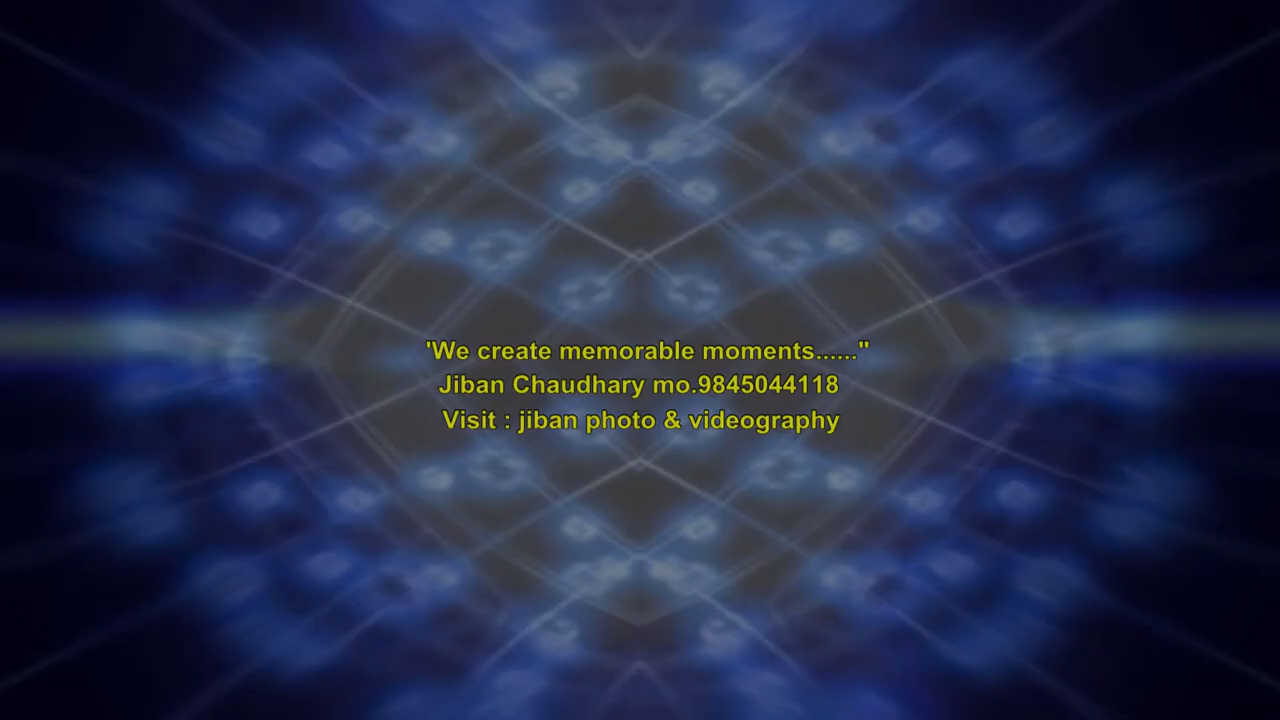 'We create memorable moments......"
Jiban Chaudhary mo.9845044118
Visit : jiban photo & videography